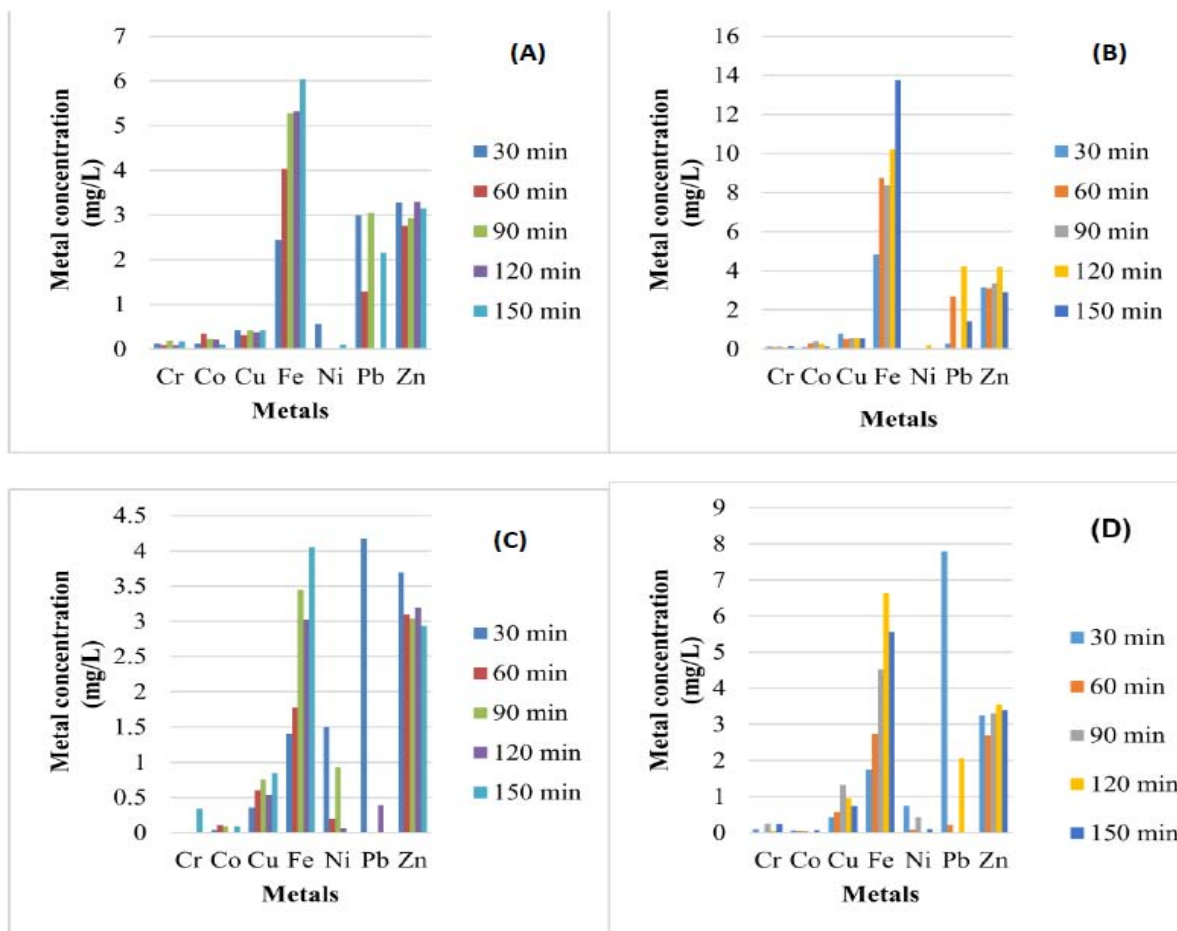 (A)
Metal concentration
(mg/L)
7
6
5
4
3
2
1
0
Cr Co Cu Fe Ni Pb Zn
Metals
30 min
60 min
90 min
120 min
150 min
(B)
Metal concentration
(mg/L)
16
14
12
10
8
6
4
2
0
Cr Co Cu Fe Ni Pb Zn
Metals
30 min
60 min
90 min
120 min
150 min
(C)
Metal concentration
(mg/L)
4.5
4
3.5
3
2.5
2
1.5
1
0.5
0
Cr Co Cu Fe Ni Pb Zn
Metals
30 min
60 min
90 min
120 min
150 min
(D)
Metal concentration
(mg/L)
9
8
7
6
5
4
3
2
1
0
Cr Co Cu Fe Ni Pb Zn
Metals
30 min
60 min
90 min
120 min
150 min